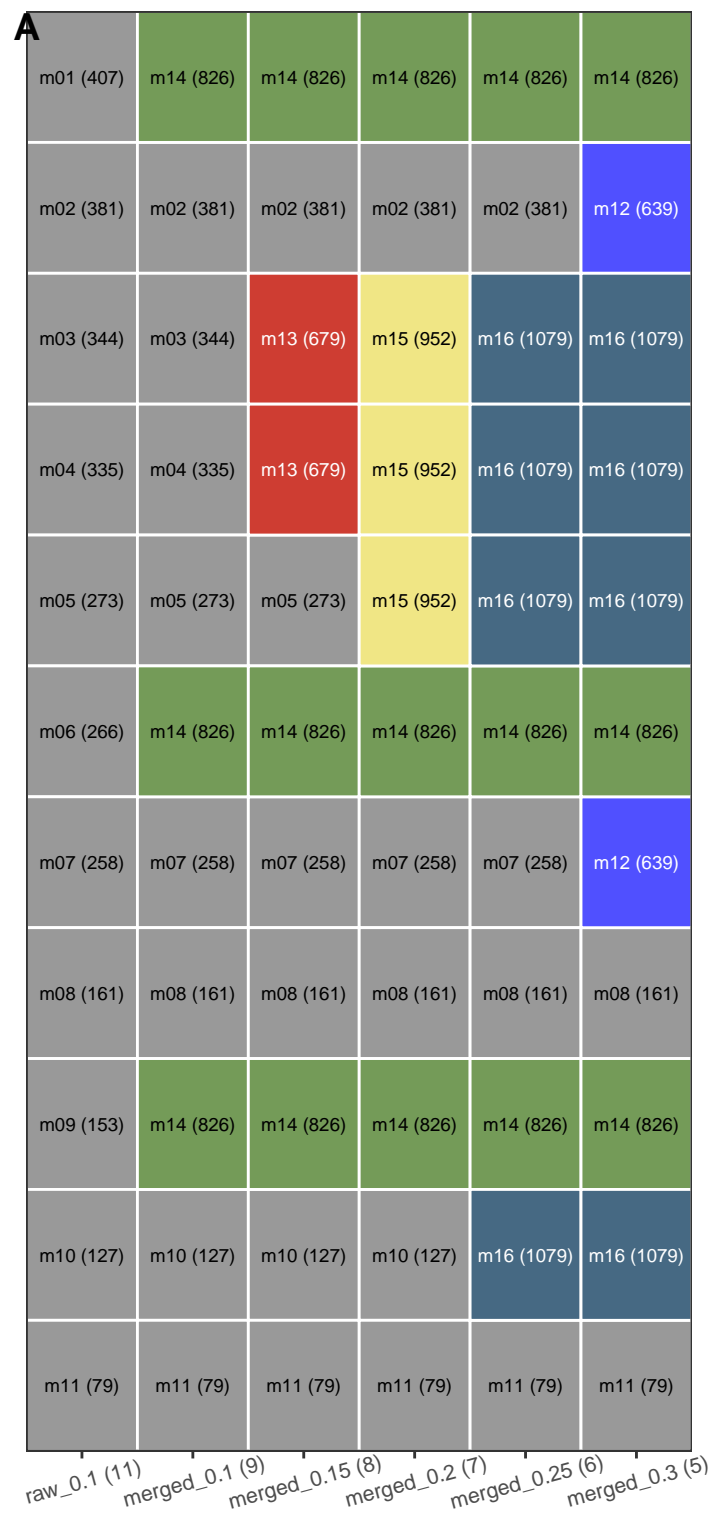 A
m01 (407) m14 (826) m14 (826) m14 (826) m14 (826) m14 (826)
m02 (381) m02 (381) m02 (381) m02 (381) m02 (381) m12 (639)
m03 (344) m03 (344) m13 (679) m15 (952) m16 (1079) m16 (1079)
m04 (335) m04 (335) m13 (679) m15 (952) m16 (1079) m16 (1079)
m05 (273) m05 (273) m05 (273) m15 (952) m16 (1079) m16 (1079)
m06 (266) m14 (826) m14 (826) m14 (826) m14 (826) m14 (826)
m07 (258) m07 (258) m07 (258) m07 (258) m07 (258) m12 (639)
m08 (161) m08 (161) m08 (161) m08 (161) m08 (161) m08 (161)
m09 (153) m14 (826) m14 (826) m14 (826) m14 (826) m14 (826)
m10 (127) m10 (127) m10 (127) m10 (127) m16 (1079) m16 (1079)
m11 (79) m11 (79) m11 (79) m11 (79) m11 (79) m11 (79)
raw_0.1 (11) merged_0.1 (9) merged_0.15 (8) merged_0.2 (7) merged_0.25 (6) merged_0.3 (5)